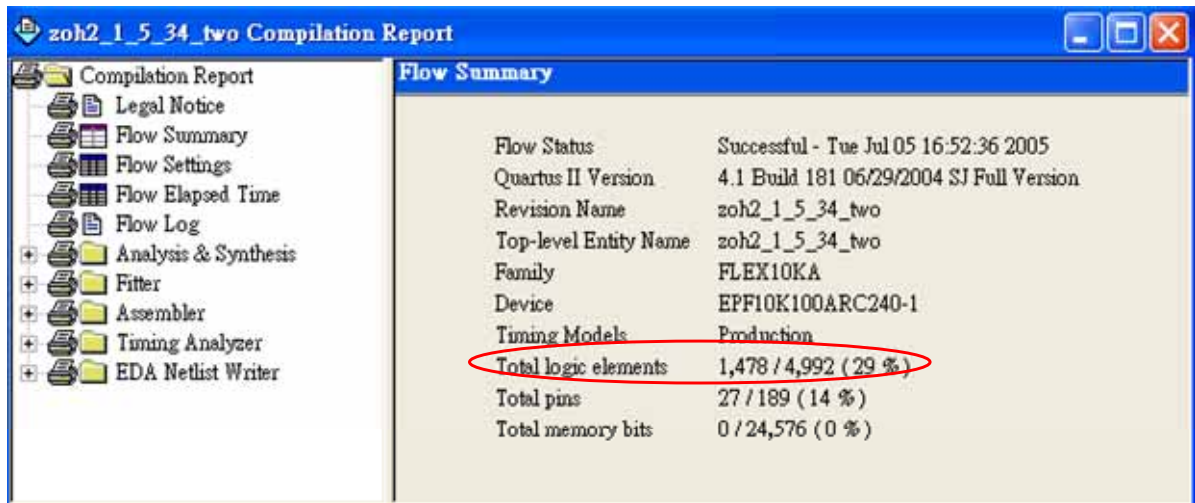 zoh2_1_5_34_two Compilation Report
Compilation Report
Legal Notice
Flow Summary
Flow Settings
Flow Elapsed Time
Flow Log
Analysis & Synthesis
Fitter
Assembler
Timing Analyzer
EDA Netlist Writer
Flow Summary
Flow Status Successful - Tue Jul 05 16:52:36 2005
Quartus II Version 4.1 Build 181 06/29/2004 SJ Full Version
Revision Name zoh2_1_5_34_two
Top-level Entity Name zoh2_1_5_34_two
Family FLEX10KA
Device EPF10K100ARC240-1
Timing Models Production
Total logic elements 1,478 / 4,992 ( 29 % )
Total pins 27 / 189 ( 14 % )
Total memory bits 0 / 24,576 ( 0 % )